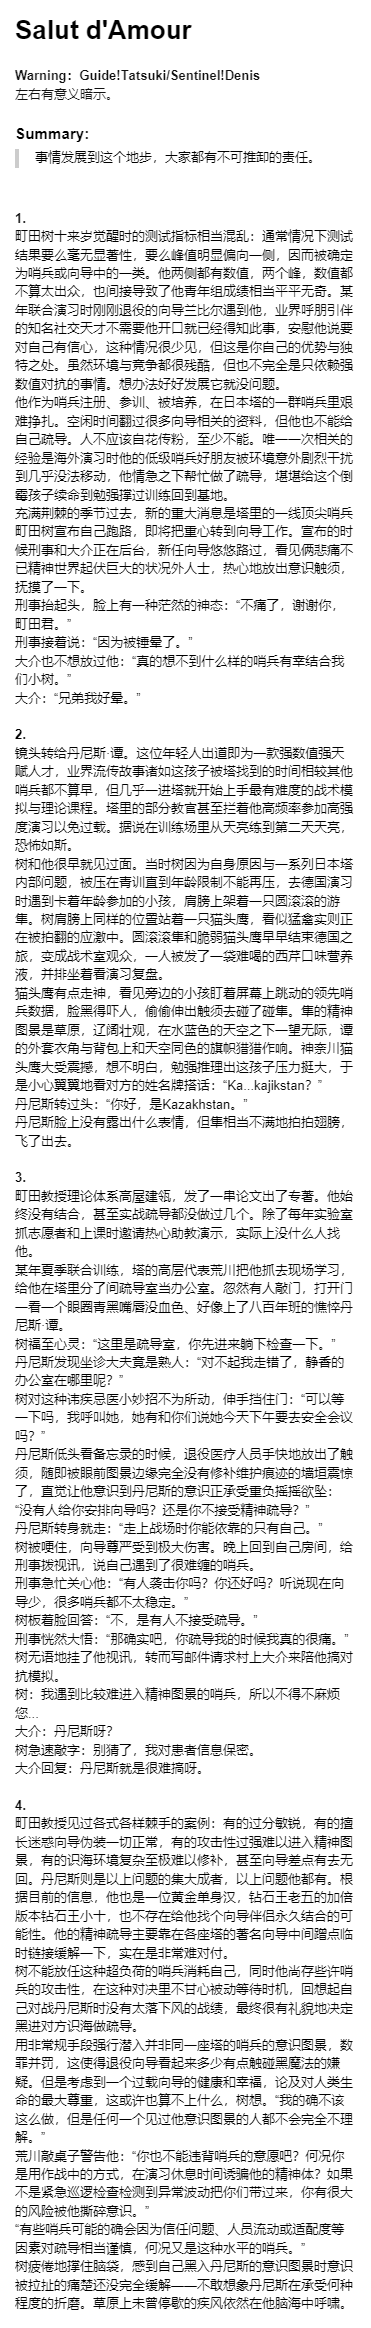 Salut d'Amour
Warning：Guide!Tatsuki/Sentinel!Denis
左右有意义暗示。
Summary:
事情发展到这个地步，大家都有不可推卸的责任。
1.
町田树十来岁觉醒时的测试指标相当混乱：通常情况下测试
结果要么毫无显著性，要么峰值明显偏向一侧，因而被确定
为哨兵或向导中的一类。他两侧都有数值，两个峰，数值都
不算太出众，也间接导致了他青年组成绩相当平平无奇。某
年联合演习时刚刚退役的向导兰比尔遇到他，业界呼朋引伴
的知名社交天才不需要他开口就已经得知此事，安慰他说要
对自己有信心，这种情况很少见，但这是你自己的优势与独
特之处。虽然环境与竞争都很残酷，但也不完全是只依赖强
数值对抗的事情。想办法好好发展它就没问题。
他作为哨兵注册、参训、被培养，在日本塔的一群哨兵里艰
难挣扎。空闲时间翻过很多向导相关的资料，但他也不能给
自己疏导。人不应该自花传粉，至少不能。唯一一次相关的
经验是海外演习时他的低级哨兵好朋友被环境意外剧烈干扰
到几乎没法移动，他情急之下帮忙做了疏导，堪堪给这个倒
霉孩子续命到勉强撑过训练回到基地。
充满荆棘的季节过去，新的重大消息是塔里的一线顶尖哨兵
町田树宣布自己跑路，即将把重心转到向导工作。宣布的时
候刑事和大介正在后台，新任向导悠悠路过，看见俩悲痛不
已精神世界起伏巨大的状况外人士，热心地放出意识触须，
抚摸了一下。
刑事抬起头，脸上有一种茫然的神态：“不痛了，谢谢你，
町田君。”
刑事接着说：“因为被锤晕了。”
大介也不想放过他：“真的想不到什么样的哨兵有幸结合我
们小树。”
大介：“兄弟我好晕。”
2.
镜头转给丹尼斯·谭。这位年轻人出道即为一款强数值强天
赋人才，业界流传故事诸如这孩子被塔找到的时间相较其他
哨兵都不算早，但几乎一进塔就开始上手最有难度的战术模
拟与理论课程。塔里的部分教官甚至拦着他高频率参加高强
度演习以免过载。据说在训练场里从天亮练到第二天天亮，
恐怖如斯。
树和他很早就见过面。当时树因为自身原因与一系列日本塔
内部问题，被压在青训直到年龄限制不能再压，去德国演习
时遇到卡着年龄参加的小孩，肩膀上架着一只圆滚滚的游
隼。树肩膀上同样的位置站着一只猫头鹰，看似猛禽实则正
在被拍翻的应激中。圆滚滚隼和脆弱猫头鹰早早结束德国之
旅，变成战术室观众，一人被发了一袋难喝的西芹口味营养
液，并排坐着看演习复盘。
猫头鹰有点走神，看见旁边的小孩盯着屏幕上跳动的领先哨
兵数据，脸黑得吓人，偷偷伸出触须去碰了碰隼。隼的精神
图景是草原，辽阔壮观，在水蓝色的天空之下一望无际，谭
的外套衣角与背包上和天空同色的旗帜猎猎作响。神奈川猫
头鹰大受震撼，想不明白，勉强推理出这孩子压力挺大，于
是小心翼翼地看对方的姓名牌搭话：“Ka...kajikstan？”
丹尼斯转过头：“你好，是Kazakhstan。”
丹尼斯脸上没有露出什么表情，但隼相当不满地拍拍翅膀，
飞了出去。
3.
町田教授理论体系高屋建瓴，发了一串论文出了专著。他始
终没有结合，甚至实战疏导都没做过几个。除了每年实验室
抓志愿者和上课时邀请热心助教演示，实际上没什么人找
他。
某年夏季联合训练，塔的高层代表荒川把他抓去现场学习，
给他在塔里分了间疏导室当办公室。忽然有人敲门，打开门
一看一个眼圈青黑嘴唇没血色、好像上了八百年班的憔悴丹
尼斯·谭。
树福至心灵：“这里是疏导室，你先进来躺下检查一下。”
丹尼斯发现坐诊大夫竟是熟人：“对不起我走错了，静香的
办公室在哪里呢？”
树对这种讳疾忌医小妙招不为所动，伸手挡住门：“可以等
一下吗，我呼叫她，她有和你们说她今天下午要去安全会议
吗？”
丹尼斯低头看备忘录的时候，退役医疗人员手快地放出了触
须，随即被眼前图景边缘完全没有修补维护痕迹的墙垣震惊
了，直觉让他意识到丹尼斯的意识正承受重负摇摇欲坠：
“没有人给你安排向导吗？还是你不接受精神疏导？”
丹尼斯转身就走：“走上战场时你能依靠的只有自己。”
树被哽住，向导尊严受到极大伤害。晚上回到自己房间，给
刑事拨视讯，说自己遇到了很难缠的哨兵。
刑事急忙关心他：“有人袭击你吗？你还好吗？听说现在向
导少，很多哨兵都不太稳定。”
树板着脸回答：“不，是有人不接受疏导。”
刑事恍然大悟：“那确实吧，你疏导我的时候我真的很痛。”
树无语地挂了他视讯，转而写邮件请求村上大介来陪他搞对
抗模拟。
树：我遇到比较难进入精神图景的哨兵，所以不得不麻烦
您...
大介：丹尼斯呀？
树急速敲字：别猜了，我对患者信息保密。
大介回复：丹尼斯就是很难搞呀。
4.
町田教授见过各式各样棘手的案例：有的过分敏锐，有的擅
长迷惑向导伪装一切正常，有的攻击性过强难以进入精神图
景，有的识海环境复杂至极难以修补，甚至向导差点有去无
回。丹尼斯则是以上问题的集大成者，以上问题他都有。根
据目前的信息，他也是一位黄金单身汉，钻石王老五的加倍
版本钻石王小十，也不存在给他找个向导伴侣永久结合的可
能性。他的精神疏导主要靠在各座塔的著名向导中间蹭点临
时链接缓解一下，实在是非常难对付。
树不能放任这种超负荷的哨兵消耗自己，同时他尚存些许哨
兵的攻击性，在这种对决里不甘心被动等待时机，回想起自
己对战丹尼斯时没有太落下风的战绩，最终很有礼貌地决定
黑进对方识海做疏导。
用非常规手段强行潜入并非同一座塔的哨兵的意识图景，数
罪并罚，这使得退役向导看起来多少有点触碰黑魔法的嫌
疑。但是考虑到一个过载向导的健康和幸福，论及对人类生
命的最大尊重，这或许也算不上什么，树想。“我的确不该
这么做，但是任何一个见过他意识图景的人都不会完全不理
解。”
荒川敲桌子警告他：“你也不能违背哨兵的意愿吧？何况你
是用作战中的方式，在演习休息时间诱骗他的精神体？如果
不是紧急巡逻检查检测到异常波动把你们带过来，你有很大
的风险被他撕碎意识。”
“有些哨兵可能的确会因为信任问题、人员流动或适配度等
因素对疏导相当谨慎，何况又是这种水平的哨兵。”
树疲倦地撑住脑袋，感到自己黑入丹尼斯的意识图景时意识
被拉扯的痛楚还没完全缓解——不敢想象丹尼斯在承受何种
程度的折磨。草原上未曾停歇的疾风依然在他脑海中呼啸。